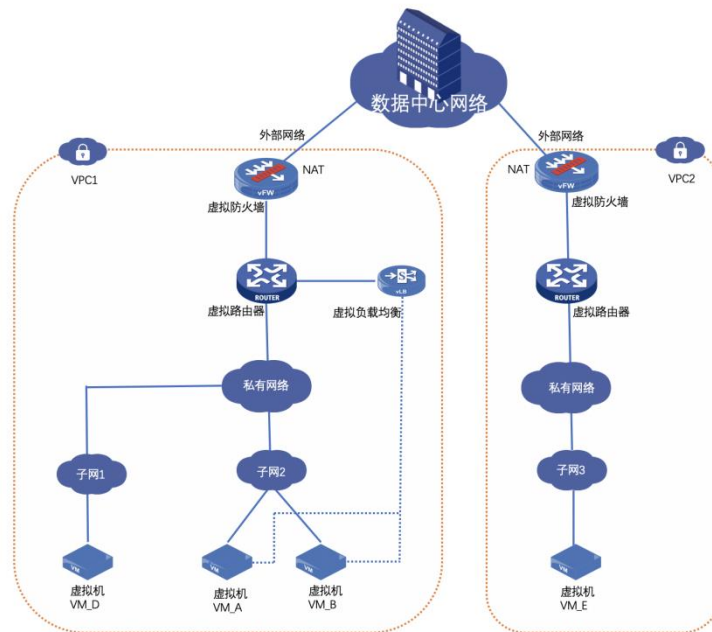 数据中心网络
外部网络
外部网络
VPC1
NAT
vFW
虚拟防火墙
NAT
vFW
虚拟防火墙
VPC2
ROUTER
虚拟路由器
vLB
虚拟负载均衡
ROUTER
虚拟路由器
私有网络
私有网络
子网1
子网2
子网3
VM
虚拟机
VM_D
VM
虚拟机
VM_A
VM
虚拟机
VM_B
VM
虚拟机
VM_E